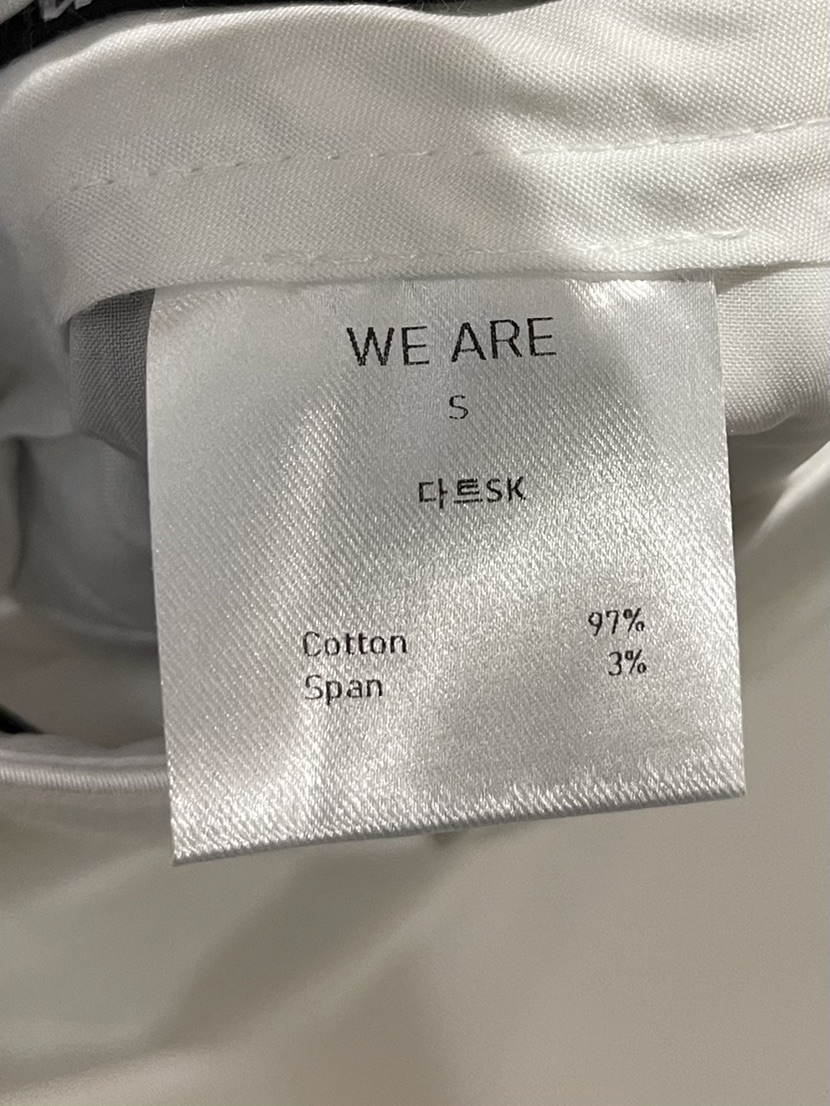 WE ARE
S
다트SK
Cotton 97%
Span 3%